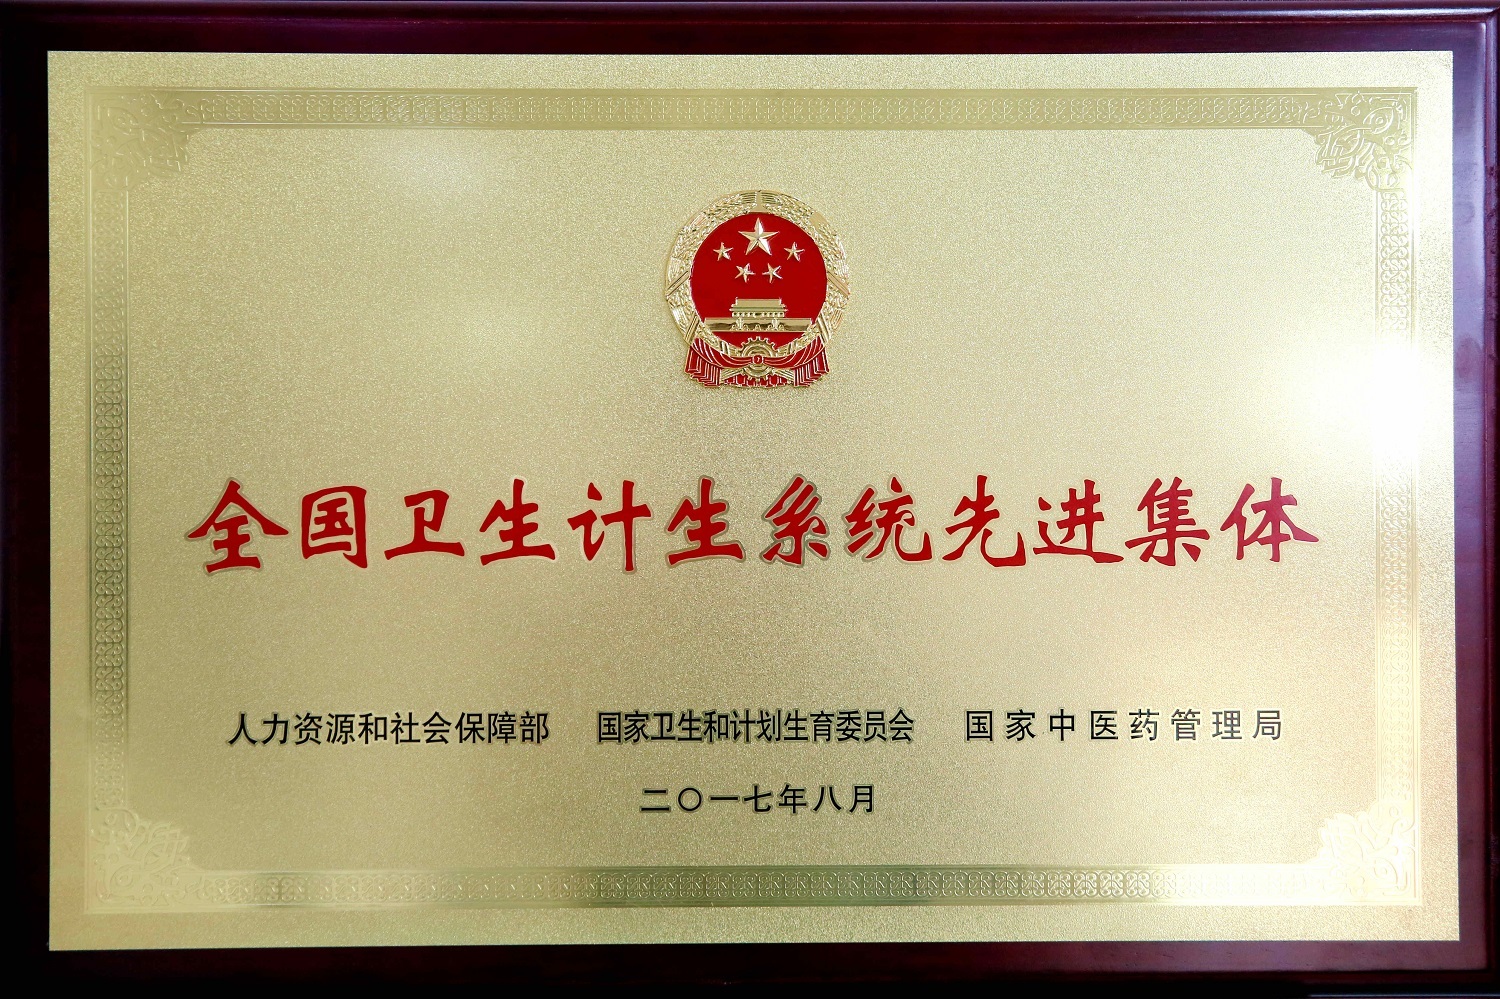 全国卫生计生系统先进集体
人力资源和社会保障部 国家卫生和计划生育委员会 国家中医药管理局
二〇一七年八月